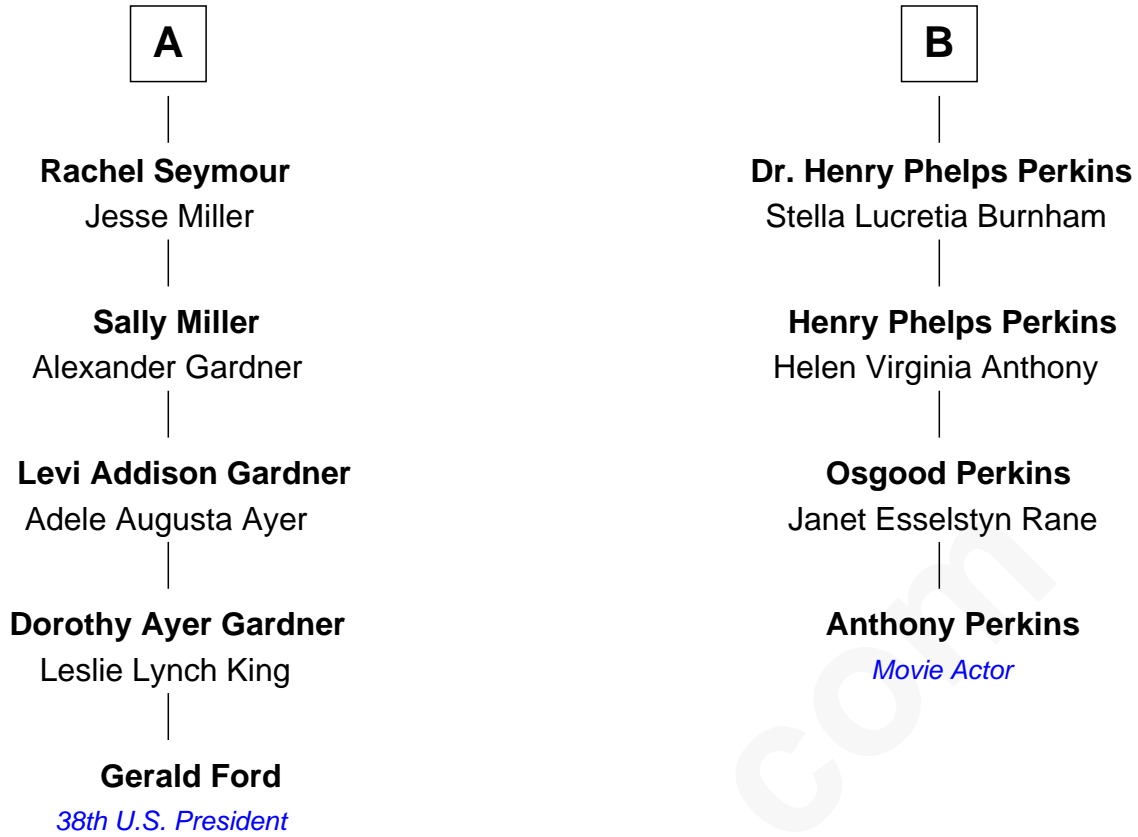 A
Rachel Seymour
Jesse Miller
Sally Miller
Alexander Gardner
Levi Addison Gardner
Adele Augusta Ayer
Dorothy Ayer Gardner
Leslie Lynch King
Gerald Ford
38th U.S. President
B
Dr. Henry Phelps Perkins
Stella Lucretia Burnham
Henry Phelps Perkins
Helen Virginia Anthony
Osgood Perkins
Janet Esselstyn Rane
Anthony Perkins
Movie Actor
com